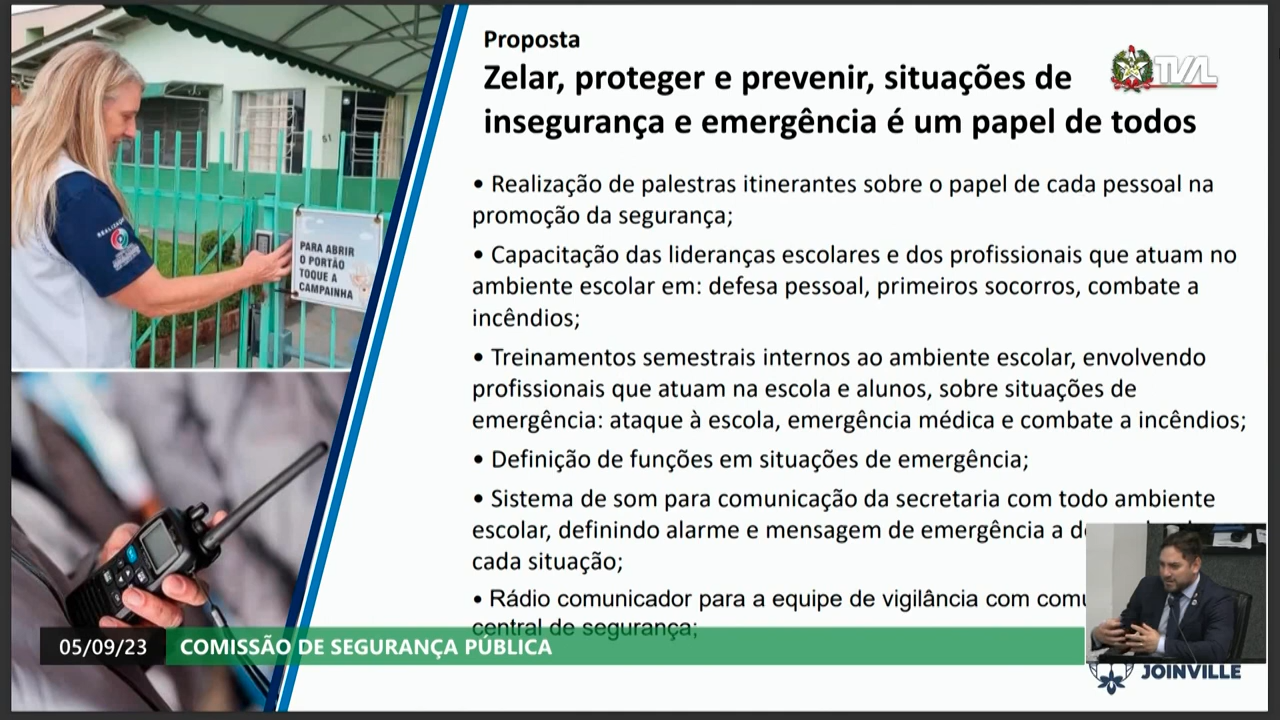 Proposta
Zelar, proteger e prevenir, situações de
insegurança e emergência é um papel de todos
TVAL
• Realização de palestras itinerantes sobre o papel de cada pessoal na
promoção da segurança;
• Capacitação das lideranças escolares e dos profissionais que atuam no
ambiente escolar em: defesa pessoal, primeiros socorros, combate a
incêndios;
• Treinamentos semestrais internos ao ambiente escolar, envolvendo
profissionais que atuam na escola e alunos, sobre situações de
emergência: ataque à escola, emergência médica e combate a incêndios;
• Definição de funções em situações de emergência;
• Sistema de som para comunicação da secretaria com todo ambiente
escolar, definindo alarme e mensagem de emergência a
cada situação;
• Rádio comunicador para a equipe de vigilância com
central de segurança;
51
REALIZAÇÃO
PARA ABRIR
O PORTÃO
TOQUE A
CAMPAINHA
05/09/23 COMISSÃO DE SEGURANÇA PÚBLICA
JOINVILLE